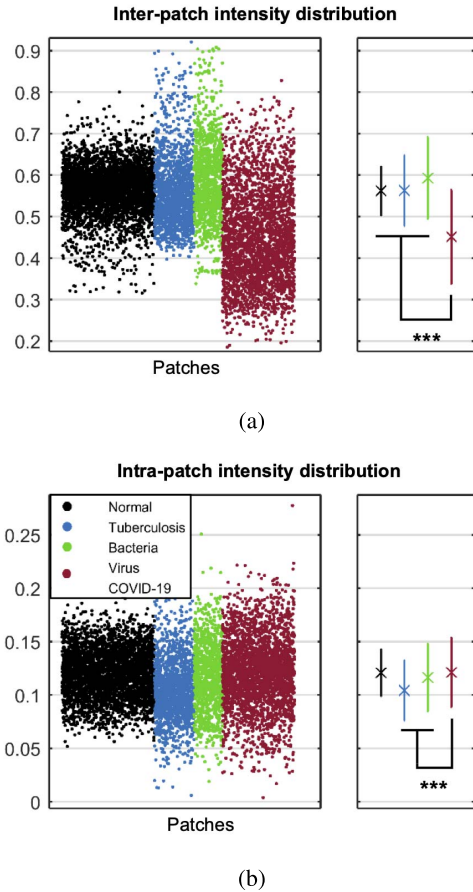 Inter-patch intensity distribution
0.9
0.8
0.7
0.6
0.5
0.4
0.3
0.2
***
Patches
(a)
Intra-patch intensity distribution
Normal
Tuberculosis
Bacteria
Virus
COVID-19
0.25
0.2
0.15
0.1
0.05
0
***
Patches
(b)